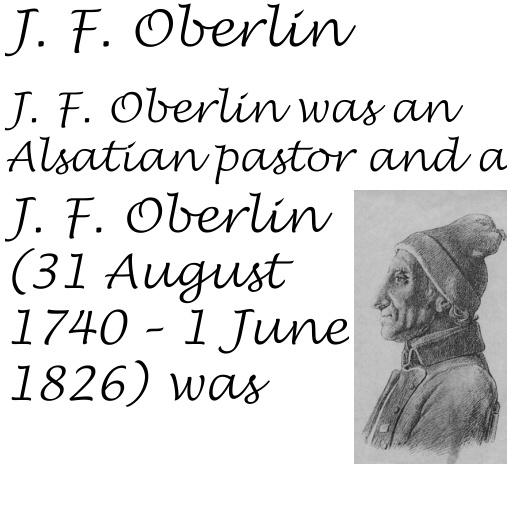 J. F. Oberlin
J. F. Oberlin was an
Alsatian pastor and a
J. F. Oberlin
(31 August
1740 – 1 June
1826) was